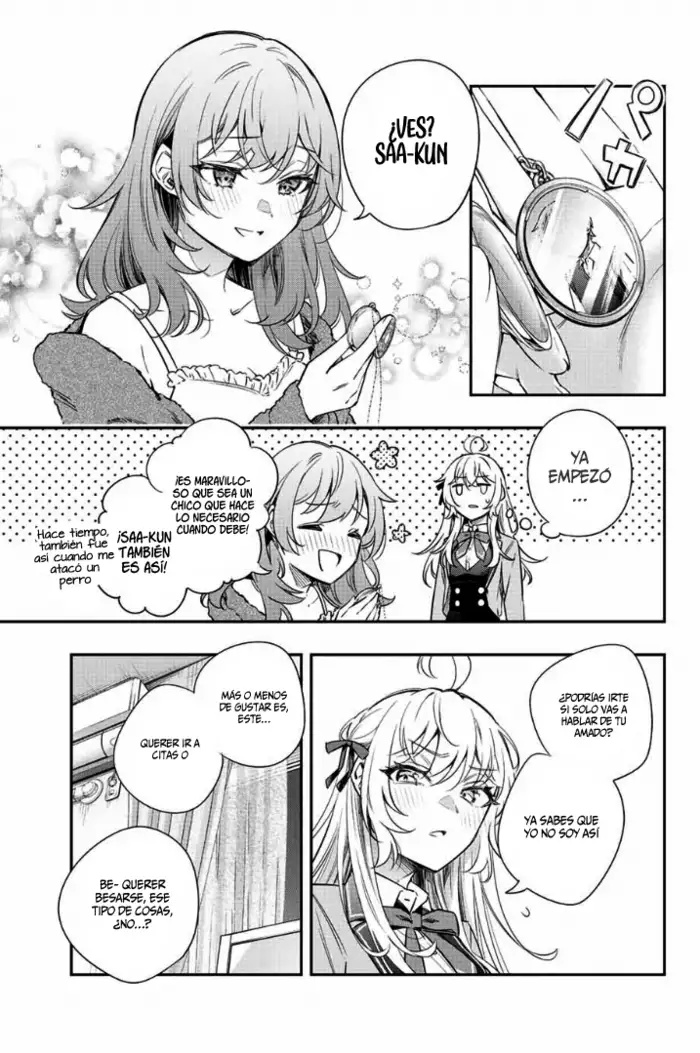 パカ
¿VES?
SAA-KUN
YA
EMPEZÓ
...
¡ES MARAVILLO-
SO QUE SEA UN
CHICO QUE HACE
LO NECESARIO
CUANDO DEBE!
¡SAA-KUN
TAMBIÉN
ES ASÍ!
Hace tiempo,
también fue
así cuando me
atacó un
perro
¿PODRÍAS IRTE
SI SOLO VAS A
HABLAR DE TU
AMADO?
YA SABES QUE
YO NO SOY ASÍ
MÁS O MENOS
DE GUSTAR ES,
ESTE...
QUERER IR A
CITAS O
BE- QUERER
BESARSE, ESE
TIPO DE COSAS,
¿NO...?